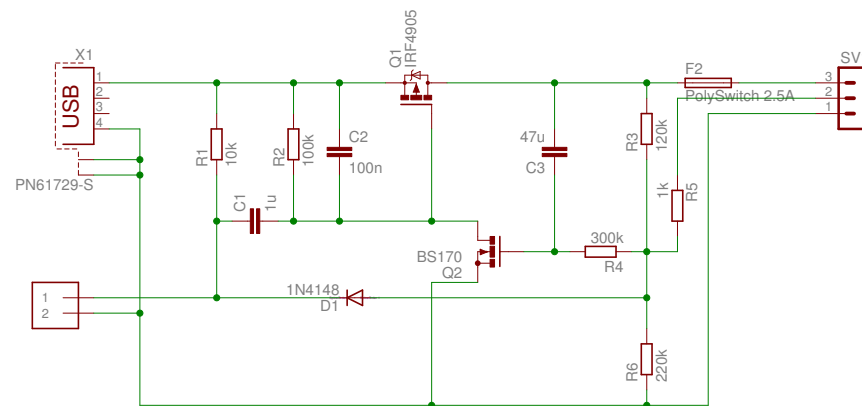 X1
USB
1
2
3
4
PN61729-S
R1
10k
R2
100k
C2
100n
C1
1u
Q1
IRF4905
47u
C3
BS170
Q2
300k
R4
R3
120k
1k
R5
F2
PolySwitch 2.5A
SV
3
2
1
1
2
1N4148
D1
R6
220k